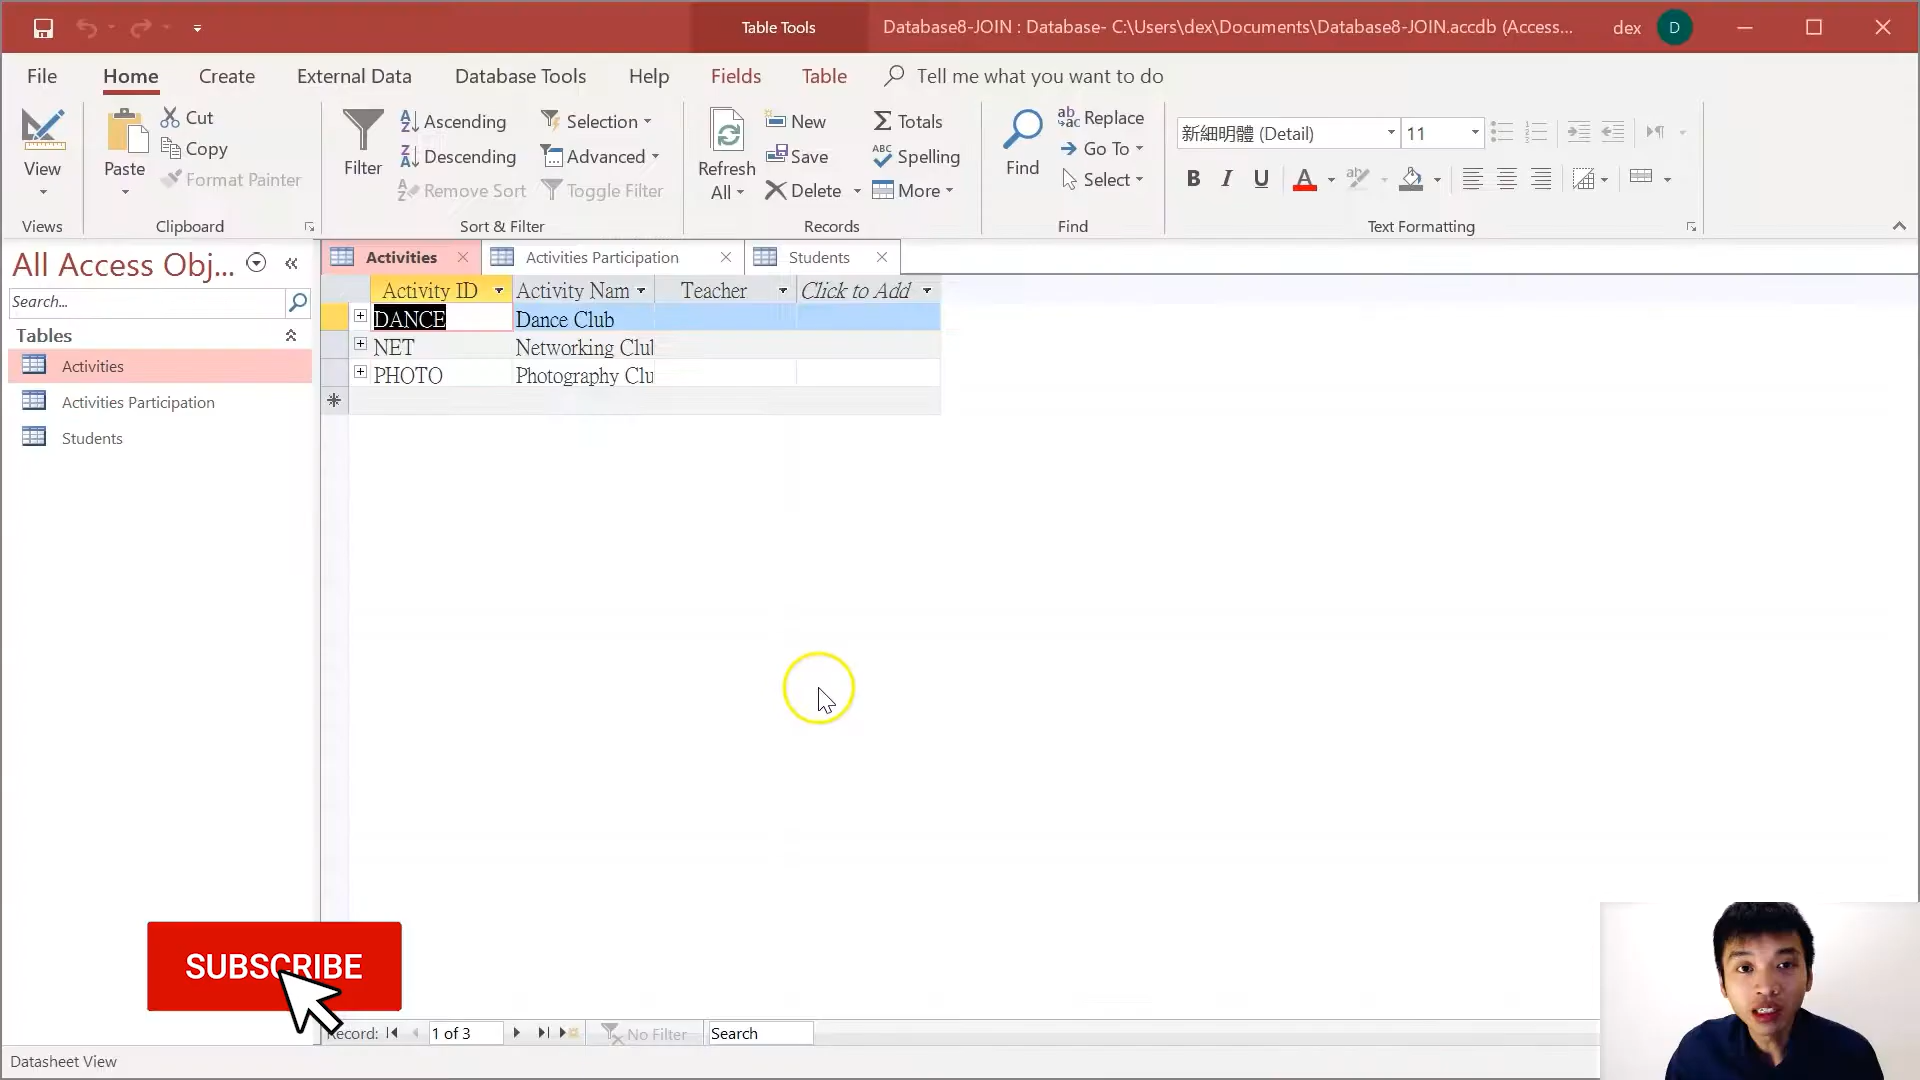 Table Tools
Database8-JOIN : Database- C:\Users\dex\Documents\Database8-JOIN.accdb (Access...
dex
D
File
Home
Create
External Data
Database Tools
Help
Fields
Table
Tell me what you want to do
View
Views
Paste
Cut
Copy
Format Painter
Clipboard
Filter
Ascending
Descending
Remove Sort
Selection
Advanced
Toggle Filter
Sort & Filter
Refresh
All
New
Save
Delete
Totals
Spelling
More
Records
Find
Replace
Go To
Select
Find
新細明體 (Detail)
11
B I U A
Text Formatting
All Access Obj...
Search...
Tables
Activities
Activities Participation
Students
Activities
Activities Participation
Students
Activity ID
Activity Nam
Teacher
Click to Add
DANCE
Dance Club
NET
Networking Club
PHOTO
Photography Clu
SUBSCRIBE
Record:
1 of 3
No Filter
Search
Datasheet View